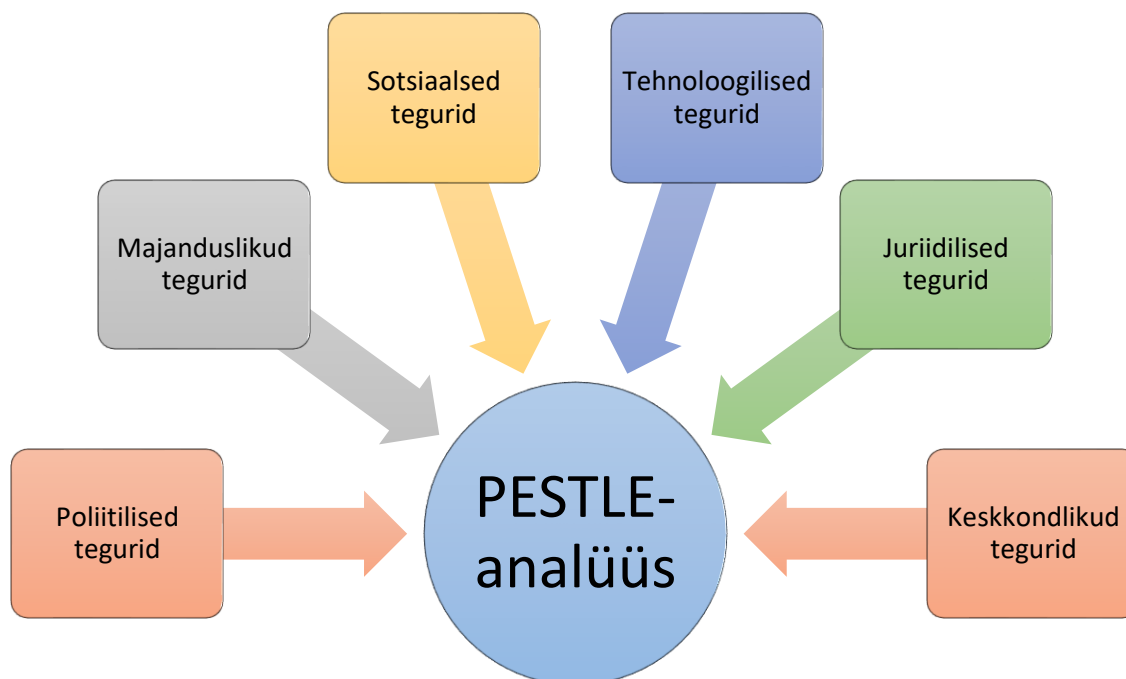 Sotsiaalsed
tegurid
Tehnoloogilised
tegurid
Majanduslikud
tegurid
Juriidilised
tegurid
Poliitilised
tegurid
PESTLE-
analüüs
Keskkondlikud
tegurid